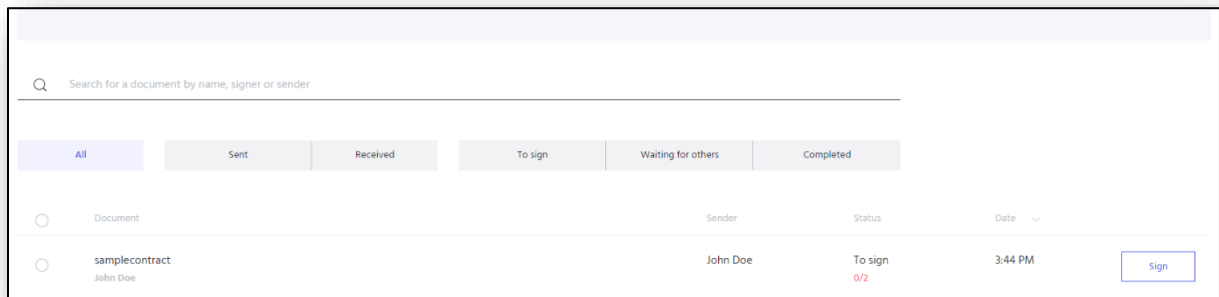 Search for a document by name, signer or sender
All Sent Received To sign Waiting for others Completed
Document Sender Status Date
samplecontract John Doe To sign 3:44 PM Sign
John Doe 0/2